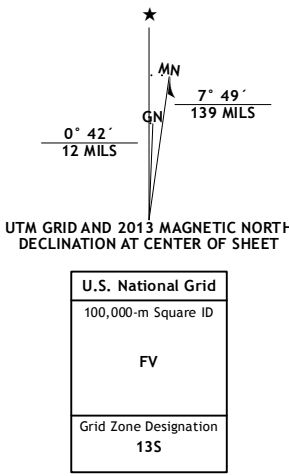 MN
GN
7° 49´
139 MILS
0° 42´
12 MILS
UTM GRID AND 2013 MAGNETIC NORTH
DECLINATION AT CENTER OF SHEET
U.S. National Grid
100,000-m Square ID
FV
Grid Zone Designation
13S